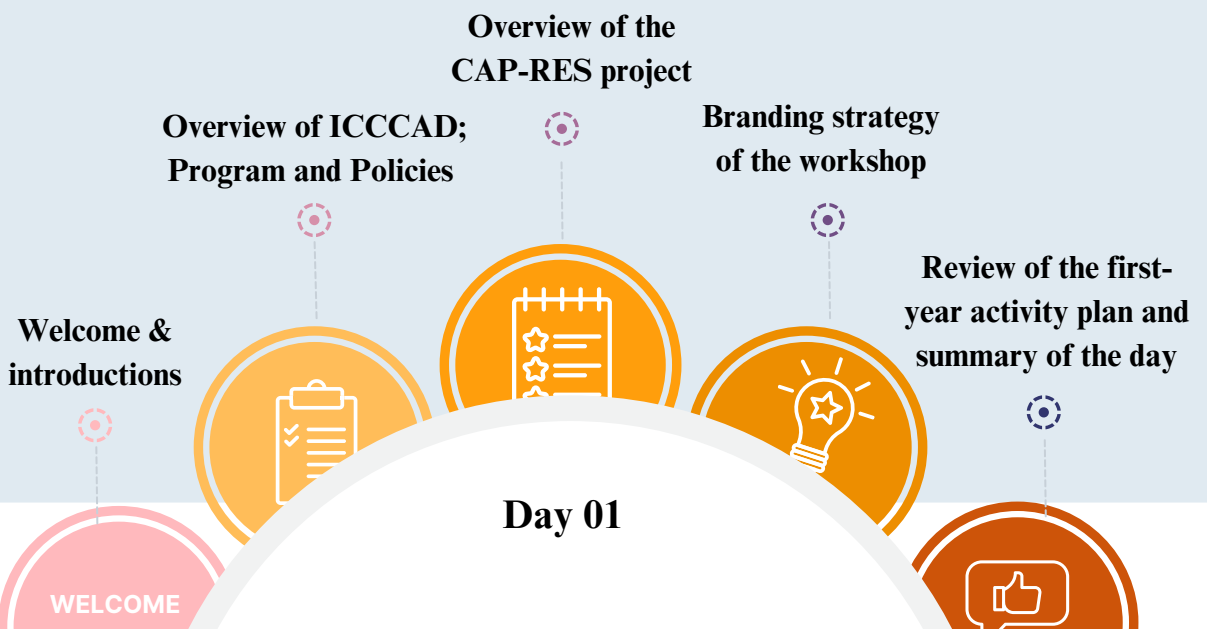 Overview of the
CAP-RES project
Overview of ICCCAD;
Program and Policies
Branding strategy
of the workshop
Review of the first-
year activity plan and
summary of the day
Welcome &
introductions
Day 01
WELCOME